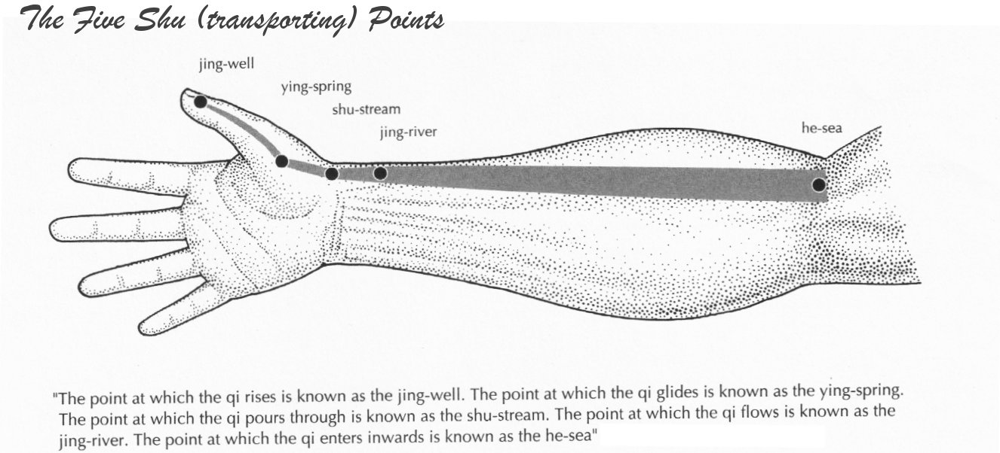 The Five Shu (transporting) Points
jing-well
ying-spring
shu-stream
jing-river
he-sea
"The point at which the qi rises is known as the jing-well. The point at which the qi glides is known as the ying-spring.
The point at which the qi pours through is known as the shu-stream. The point at which the qi flows is known as the
jing-river. The point at which the qi enters inwards is known as the he-sea"